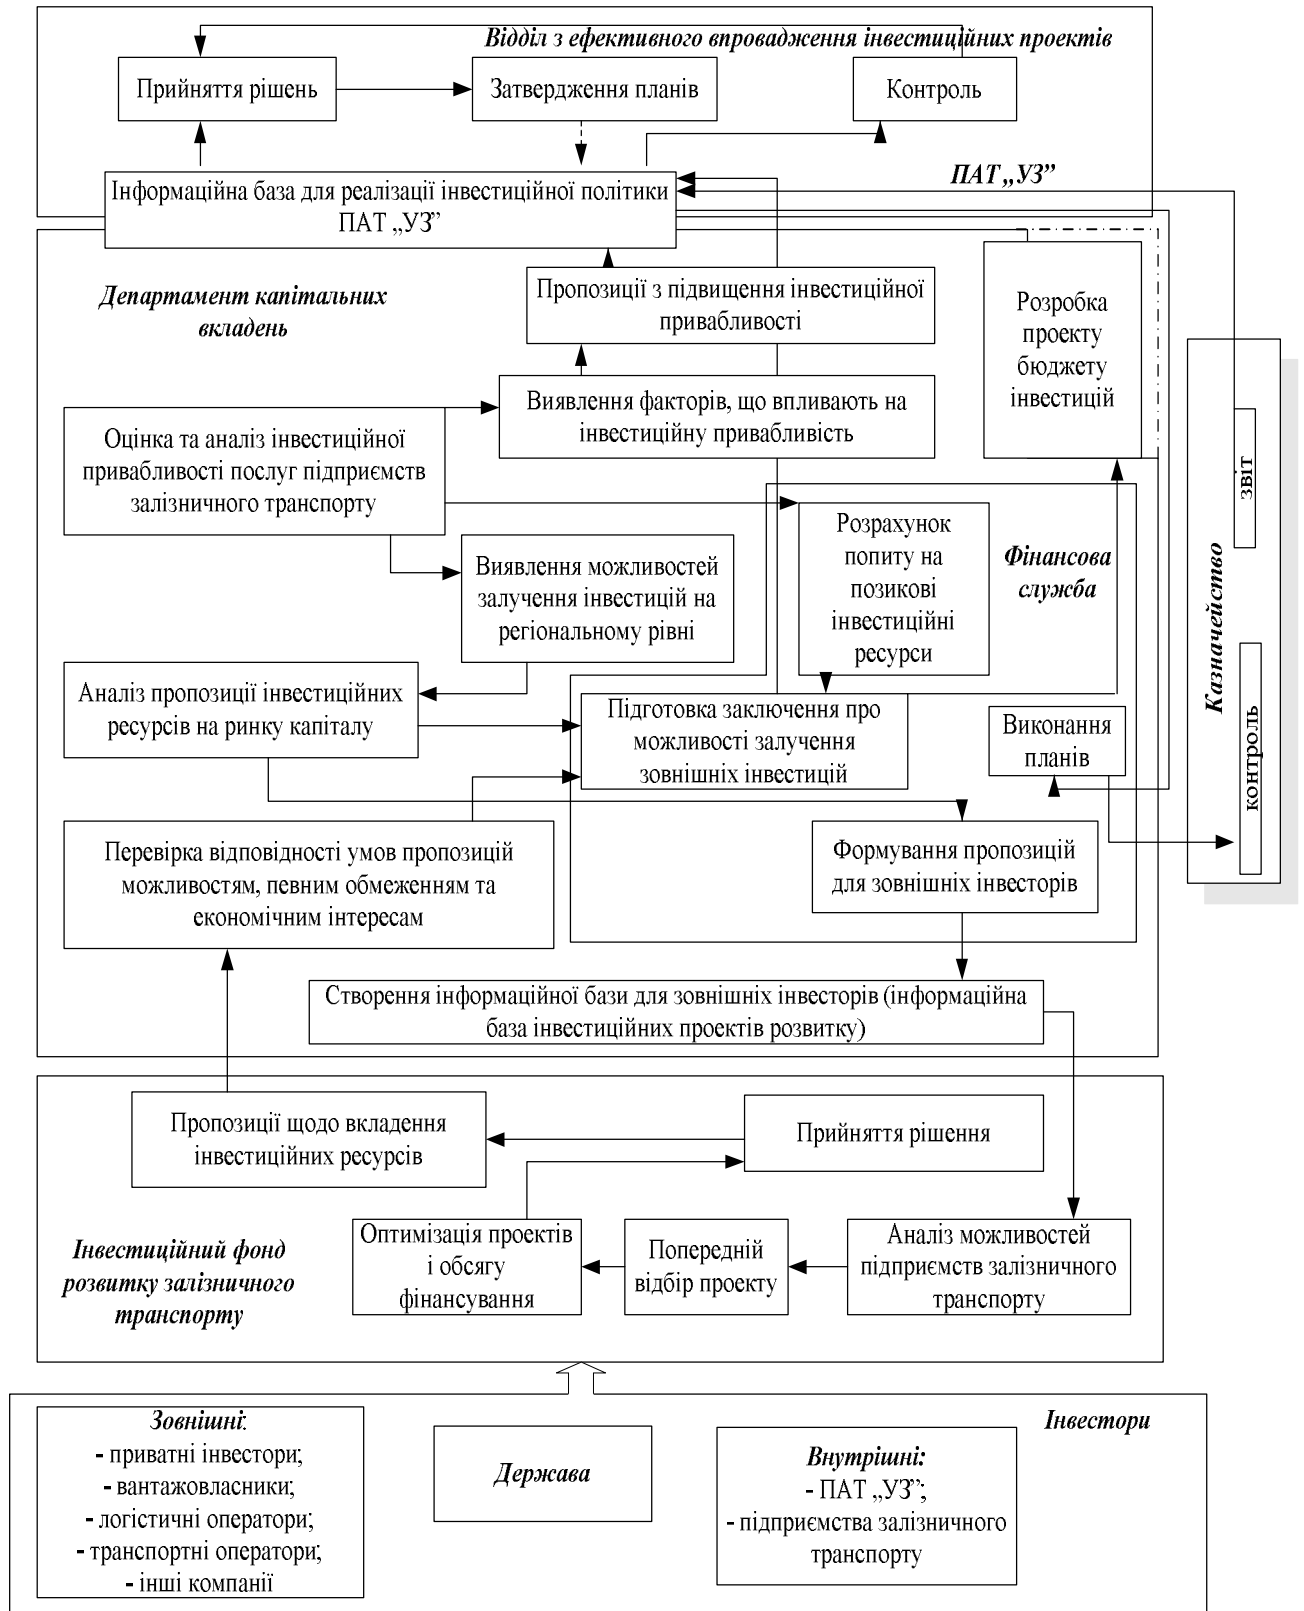 Відділ з ефективного впровадження інвестиційних проектів
Прийняття рішень
Затвердження планів
Контроль
ПАТ „УЗ”
Інформаційна база для реалізації інвестиційної політики
ПАТ „УЗ”
Департамент капітальних
вкладень
Пропозиції з підвищення інвестиційної
привабливості
Розробка
проекту
бюджету
інвестицій
Виявлення факторів, що впливають на
інвестиційну привабливість
Оцінка та аналіз інвестиційної
привабливості послуг підприємств
залізничного транспорту
Розрахунок
попиту на
позикові
інвестиційні
ресурси
Фінансова
служба
Виявлення можливостей
залучення інвестицій на
регіональному рівні
Казначейство
звіт
контроль
Аналіз пропозиції інвестиційних
ресурсів на ринку капіталу
Підготовка заключення про
можливості залучення
зовнішніх інвестицій
Виконання
планів
Перевірка відповідності умов пропозицій
можливостям, певним обмеженням та
економічним інтересам
Формування пропозицій
для зовнішніх інвесторів
Створення інформаційної бази для зовнішніх інвесторів (інформаційна
база інвестиційних проектів розвитку)
Пропозиції щодо вкладення
інвестиційних ресурсів
Прийняття рішення
Інвестиційний фонд
розвитку залізничного
транспорту
Оптимізація проектів
і обсягу
фінансування
Попередній
відбір проекту
Аналіз можливостей
підприємств залізничного
транспорту
Інвестори
Зовнішні:
- приватні інвестори;
- вантажовласники;
- логістичні оператори;
- транспортні оператори;
- інші компанії
Держава
Внутрішні:
- ПАТ „УЗ”;
- підприємства залізничного
транспорту